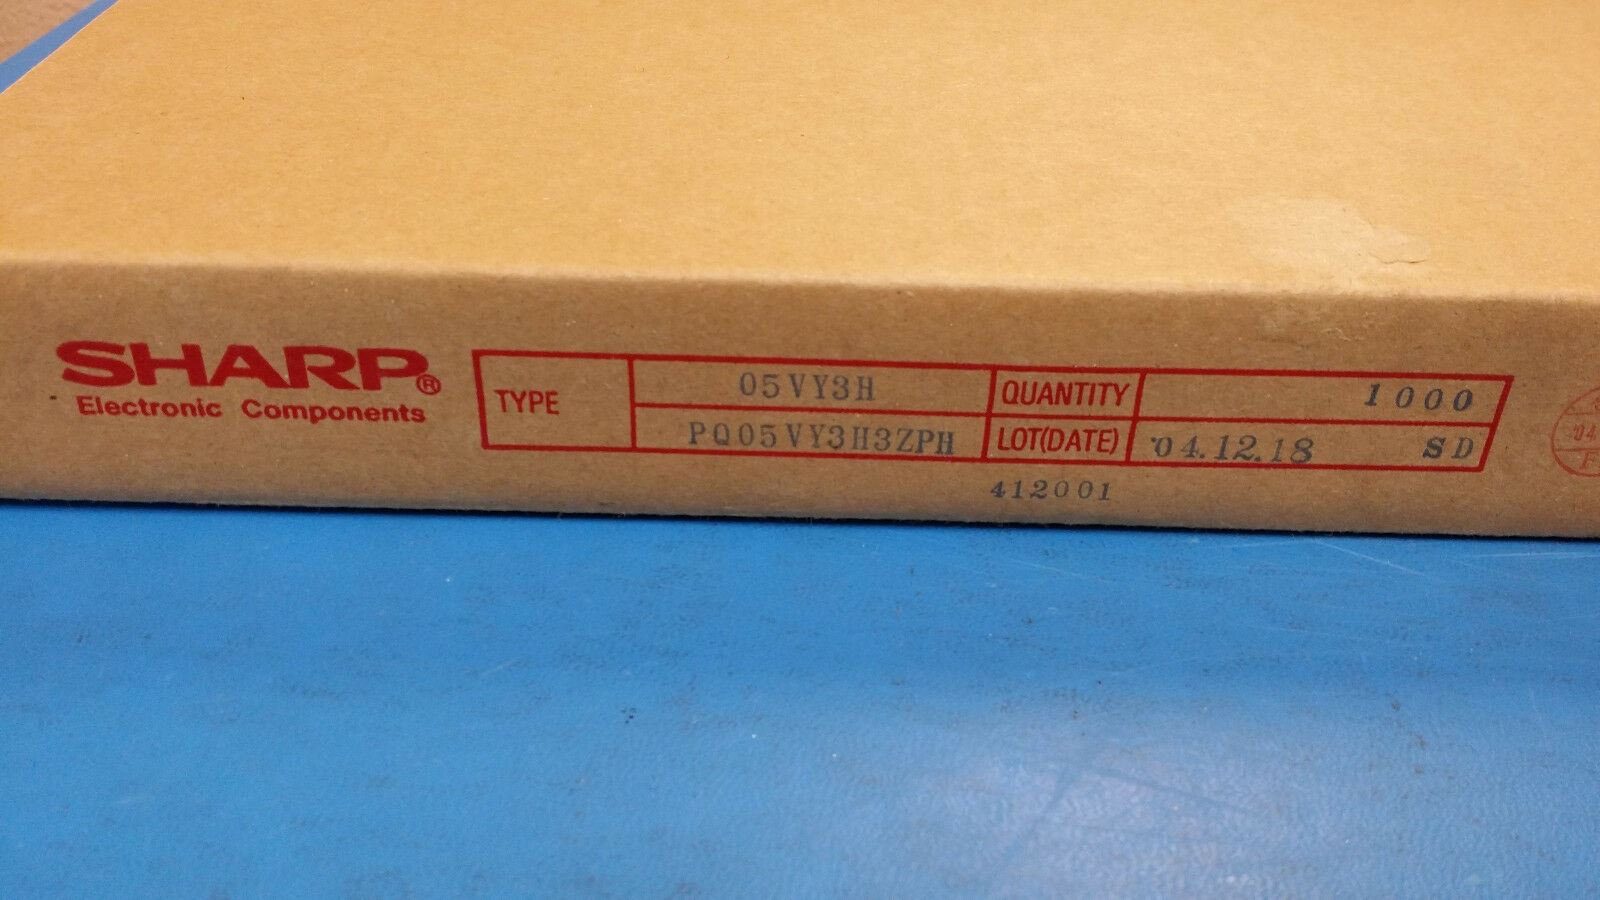 SHARP®
Electronic Components
TYPE
05VY3H
PQ05VY3H3ZPH
QUANTITY
1000
LOT(DATE)
'04.12.18 SD
412001